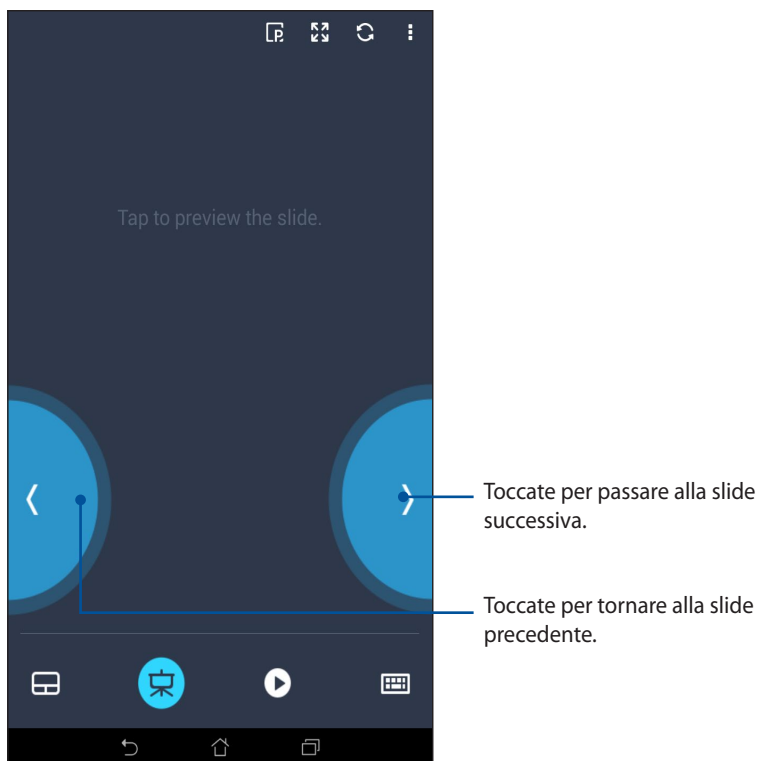 Tap to preview the slide.
Toccate per passare alla slide
successiva.
Toccate per tornare alla slide
precedente.